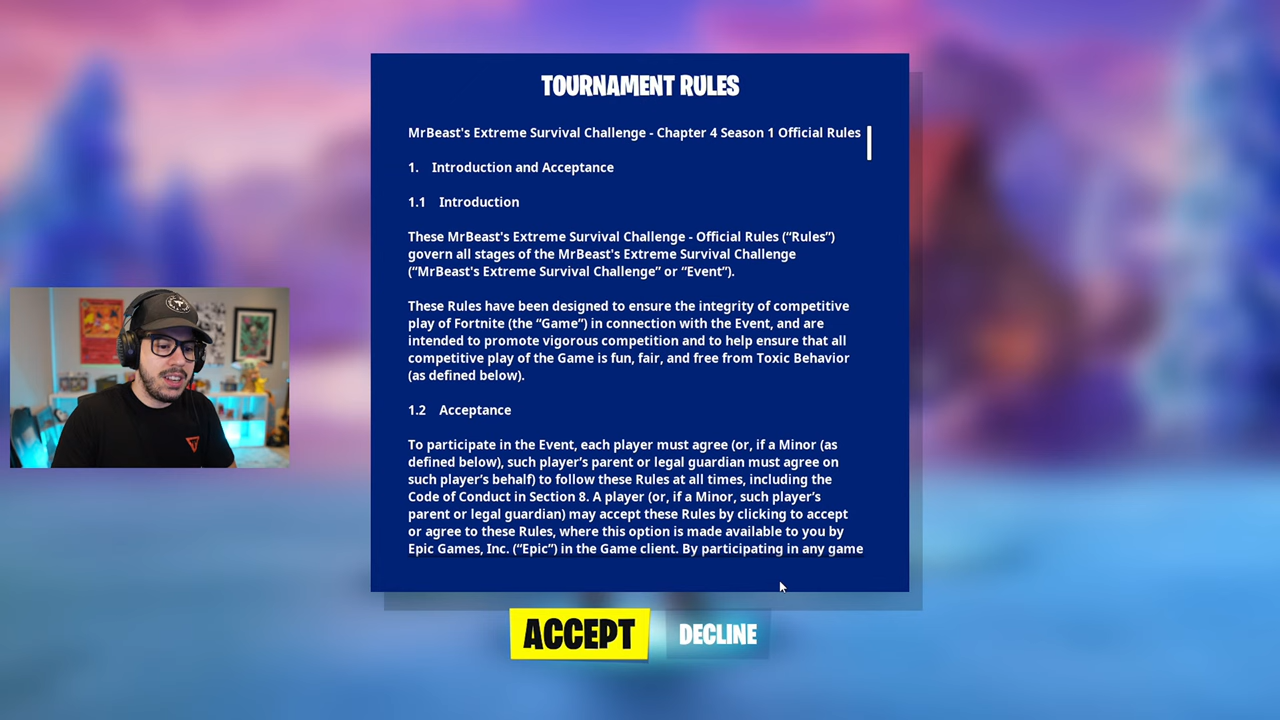 TOURNAMENT RULES
MrBeast's Extreme Survival Challenge - Chapter 4 Season 1 Official Rules
1. Introduction and Acceptance
1.1 Introduction
These MrBeast's Extreme Survival Challenge - Official Rules (“Rules”)
govern all stages of the MrBeast's Extreme Survival Challenge
(“MrBeast's Extreme Survival Challenge” or “Event”).
These Rules have been designed to ensure the integrity of competitive
play of Fortnite (the “Game”) in connection with the Event, and are
intended to promote vigorous competition and to help ensure that all
competitive play of the Game is fun, fair, and free from Toxic Behavior
(as defined below).
1.2 Acceptance
To participate in the Event, each player must agree (or, if a Minor (as
defined below), such player’s parent or legal guardian must agree on
such player’s behalf) to follow these Rules at all times, including the
Code of Conduct in Section 8. A player (or, if a Minor, such player’s
parent or legal guardian) may accept these Rules by clicking to accept
or agree to these Rules, where this option is made available to you by
Epic Games, Inc. (“Epic”) in the Game client. By participating in any game
ACCEPT
DECLINE